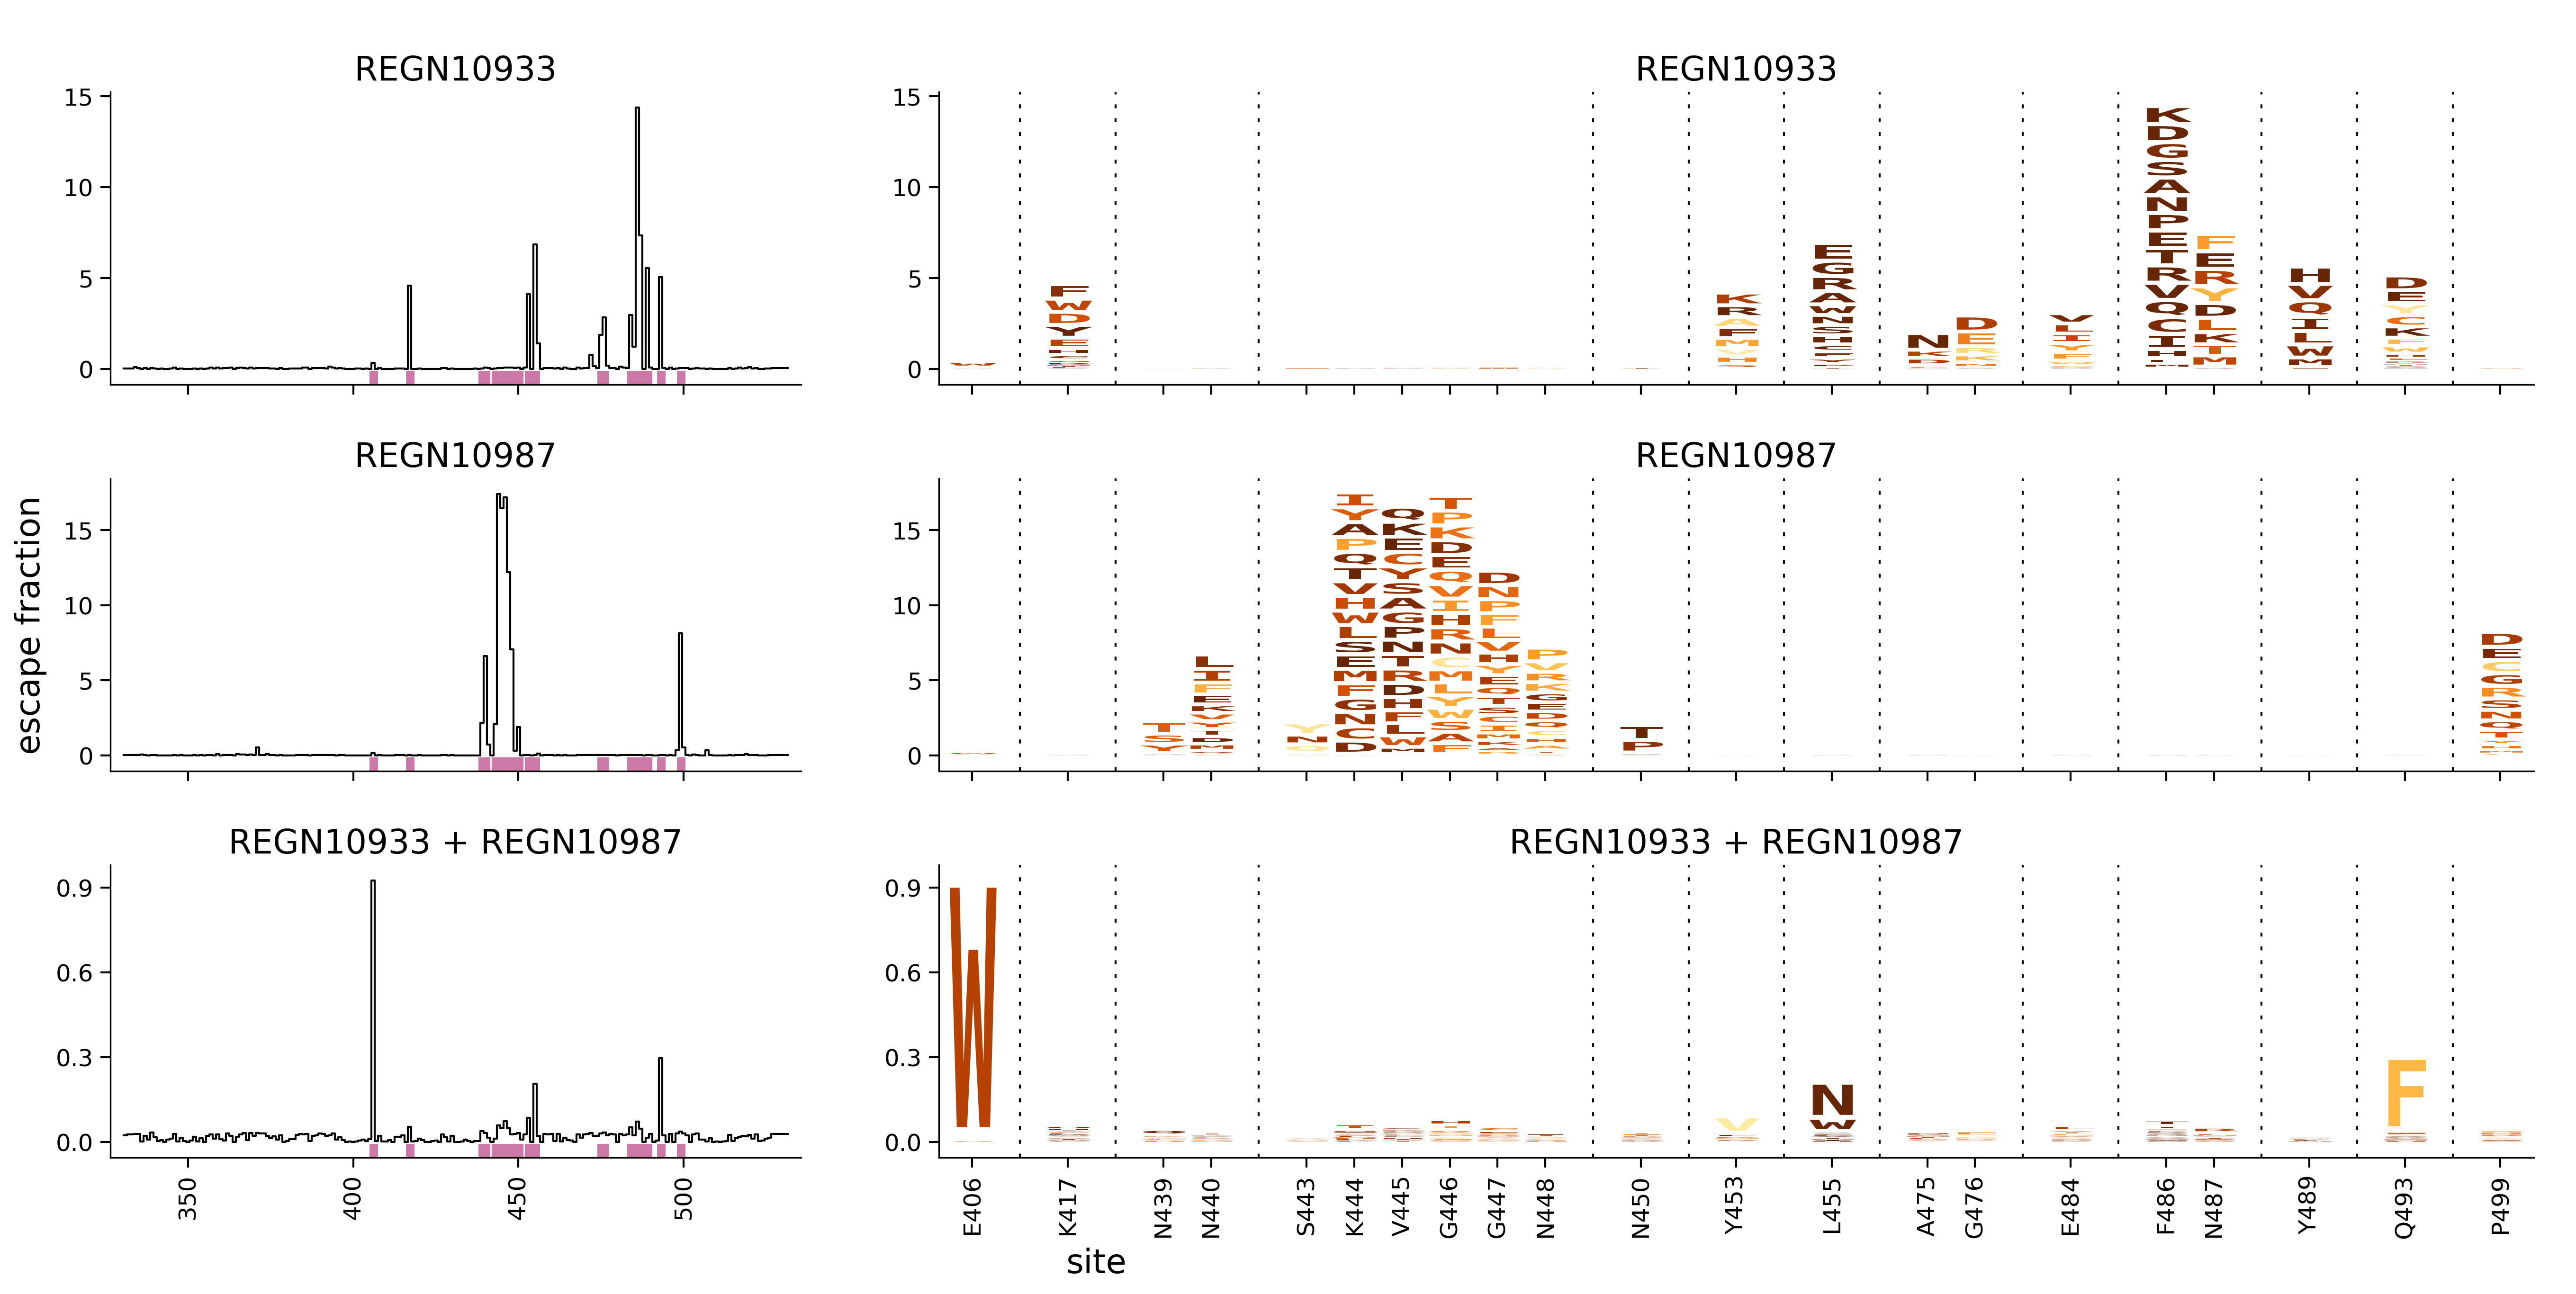 REGN10933
REGN10933
15
10
5
0
15
10
5
0
W
F W D Y E
K R A F M Y H S
E G R A W N S H C F
N K D
D E
V L I Y F
K D G S A N P E T R V Q C I H M
F E R Y D L K T M
H V Q I L W M
D E Y C K
REGN10987
REGN10987
escape fraction
15
10
5
0
15
10
5
0
T S Y
L I F E K V Y T D M
Y N Q
I Y A P Q T V H W L S E M F G N C D
Q K E C Y S A G P N T R D H F L W M
T P K D E Q V I H R N C M L Y W S A F
D N P F L V H Y E Q T S C I M K A
P V R K G E D Q C H Y
T P
D E C G R S N Q T Y
REGN10933 + REGN10987
REGN10933 + REGN10987
0.9
0.6
0.3
0.0
0.9
0.6
0.3
0.0
W
V
N W
F
350
400
450
500
E406
K417
N439
N440
S443
K444
V445
G446
G447
N448
N450
Y453
L455
A475
G476
E484
F486
N487
Y489
Q493
P499
site